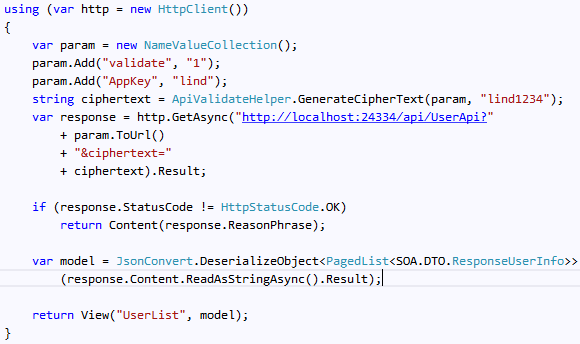 using (var http = new HttpClient())
{
    var param = new NameValueCollection();
    param.Add("validate", "1");
    param.Add("AppKey", "lind");
    string ciphertext = ApiValidateHelper.GenerateCipherText(param, "lind1234");
    var response = http.GetAsync("http://localhost:24334/api/UserApi?"
        + param.ToUrl()
        + "&ciphertext="
        + ciphertext).Result;
    if (response.StatusCode != HttpStatusCode.OK)
        return Content(response.ReasonPhrase);
    var model = JsonConvert.DeserializeObject<PagedList<SOA.DTO.ResponseUserInfo>>
        (response.Content.ReadAsStringAsync().Result);
    return View("UserList", model);
}